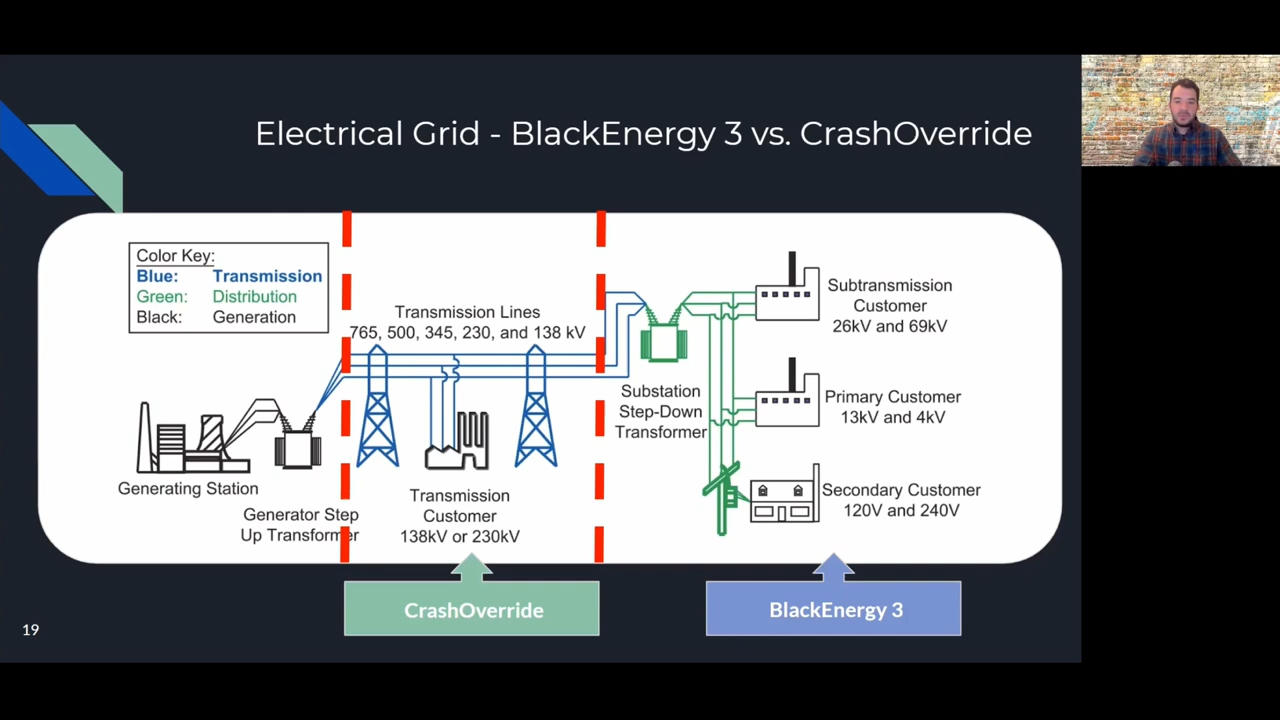 Electrical Grid - BlackEnergy 3 vs. CrashOverride
Color Key:
Blue: Transmission
Green: Distribution
Black: Generation
Transmission Lines
765, 500, 345, 230, and 138 kV
Subtransmission
Customer
26kV and 69kV
Substation
Step-Down
Transformer
Primary Customer
13kV and 4kV
Generating Station
Generator Step
Up Transformer
Transmission
Customer
138kV or 230kV
Secondary Customer
120V and 240V
CrashOverride
BlackEnergy 3
19